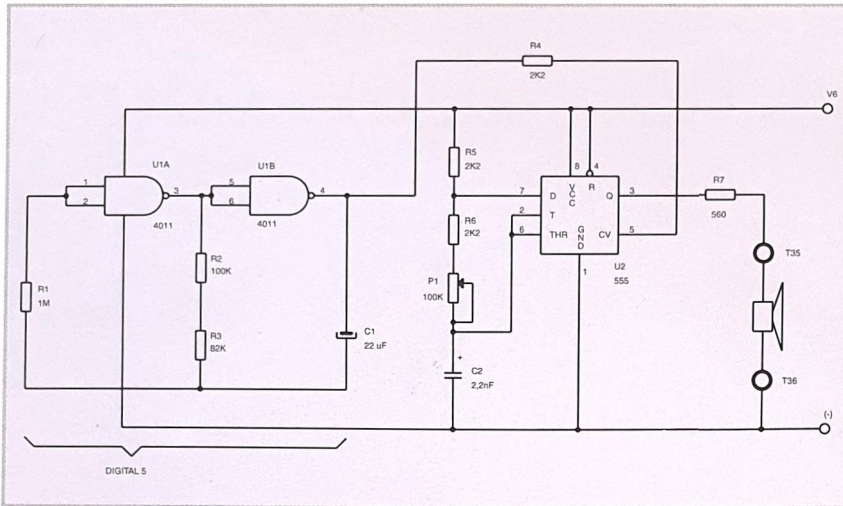 R4
2K2
V6
U1A
U1B
1
2
3
5
6
4
4011
4011
R1
1M
R2
100K
R3
82K
C1
22 uF
R5
2K2
R6
2K2
P1
100K
+
C2
2,2nF
8
4
VCC
R
7
D
Q
3
2
T
6
THR
GND
CV
5
1
U2
555
R7
560
T35
T36
(-)
DIGITAL 5